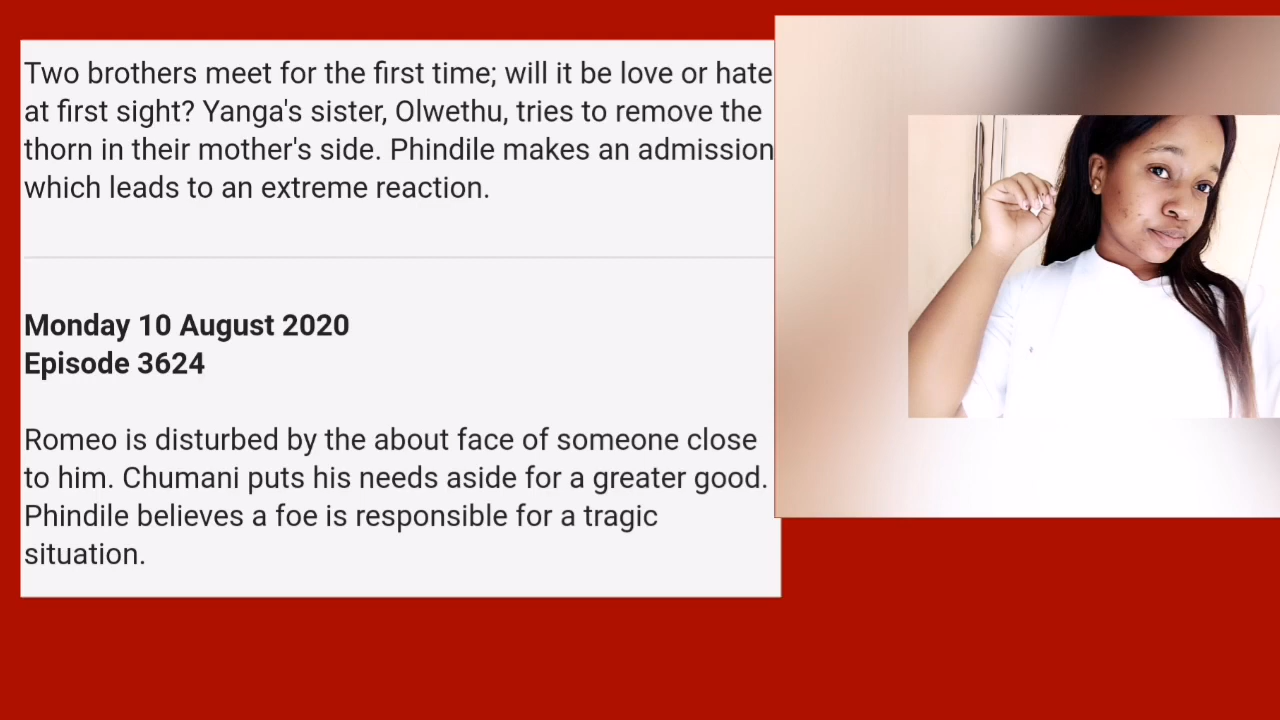 Two brothers meet for the first time; will it be love or hate
at first sight? Yanga's sister, Olwethu, tries to remove the
thorn in their mother's side. Phindile makes an admission
which leads to an extreme reaction.
Monday 10 August 2020
Episode 3624
Romeo is disturbed by the about face of someone close
to him. Chumani puts his needs aside for a greater good.
Phindile believes a foe is responsible for a tragic
situation.